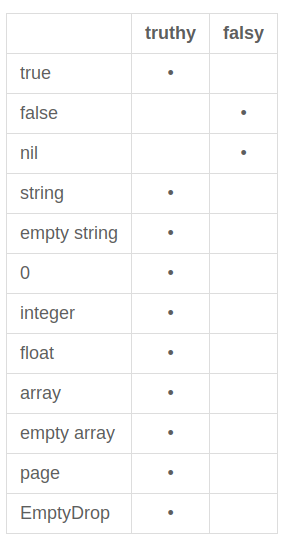 truthy falsy
true •
false •
nil •
string •
empty string •
0 •
integer •
float •
array •
empty array •
page •
EmptyDrop •